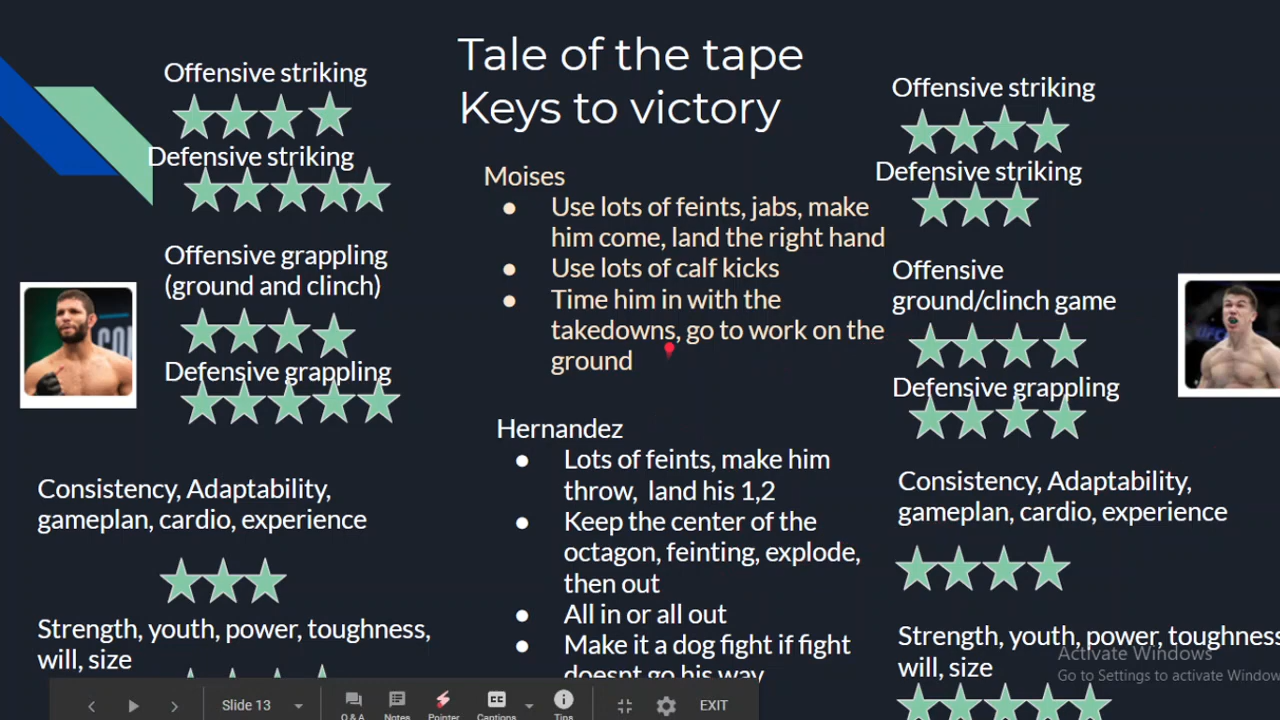 Tale of the tape
Keys to victory
Offensive striking
Defensive striking
Offensive grappling
(ground and clinch)
Defensive grappling
Consistency, Adaptability,
gameplan, cardio, experience
Strength, youth, power, toughness,
will, size
Moises
● Use lots of feints, jabs, make
him come, land the right hand
● Use lots of calf kicks
● Time him in with the
takedowns, go to work on the
ground
Hernandez
● Lots of feints, make him
throw, land his 1,2
● Keep the center of the
octagon, feinting, explode,
then out
● All in or all out
● Make it a dog fight if fight
doespt go his way
Offensive striking
Defensive striking
Offensive
ground/clinch game
Defensive grappling
Consistency, Adaptability,
gameplan, cardio, experience
Strength, youth, power, toughness
will, size
Activate Windows
Go to Settings to activate Window
Slide 13
Q & A
Notes
Pointer
Captions
Tips
EXIT